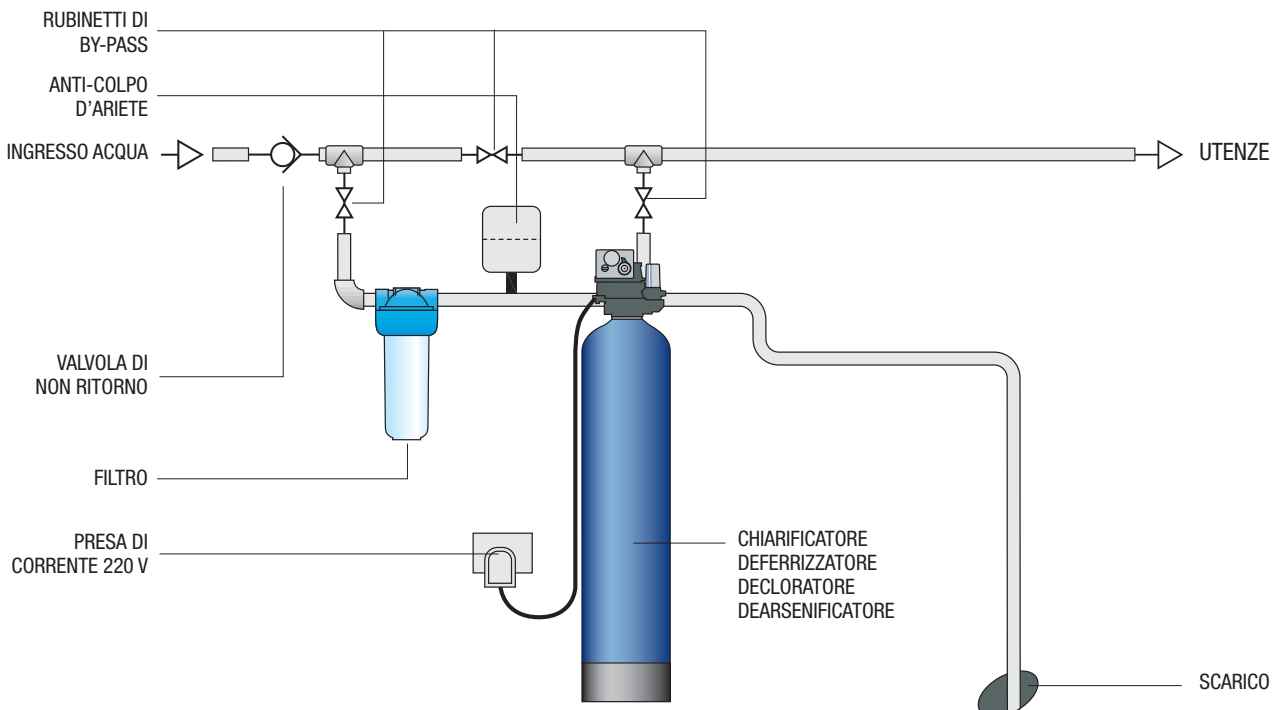 RUBINETTI DI
BY-PASS
ANTI-COLPO
D'ARIETE
INGRESSO ACQUA
UTENZE
VALVOLA DI
NON RITORNO
FILTRO
PRESA DI
CORRENTE 220 V
CHIARIFICATORE
DEFERRIZZATORE
DECLORATORE
DEARSENIFICATORE
SCARICO